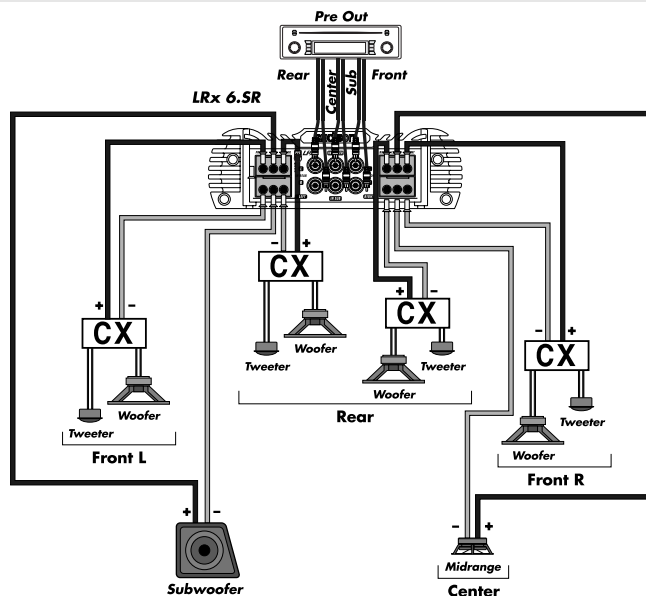 Pre Out
Rear Center Sub Front
LRx 6.SR
- +
CX
+ -
CX
+ -
CX
- +
CX
Tweeter Woofer
Tweeter
Woofer
Rear
Woofer
Tweeter
Front L
Tweeter
Woofer
Front R
+ -
Subwoofer
- +
Midrange
Center